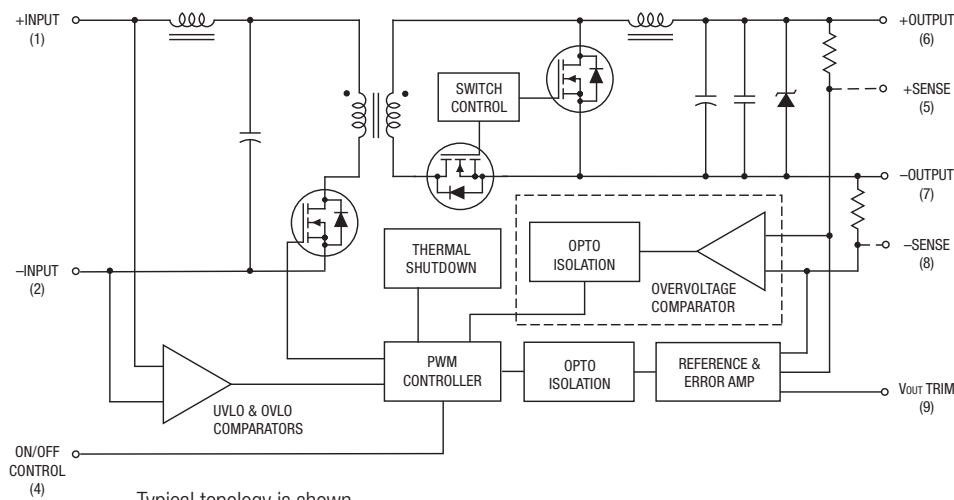 +INPUT
(1)
+OUTPUT
(6)
SWITCH
CONTROL
+SENSE
(5)
–OUTPUT
(7)
–INPUT
(2)
THERMAL
SHUTDOWN
OPTO
ISOLATION
OVERVOLTAGE
COMPARATOR
–SENSE
(8)
PWM
CONTROLLER
OPTO
ISOLATION
REFERENCE &
ERROR AMP
VOUT TRIM
(9)
UVLO & OVLO
COMPARATORS
ON/OFF
CONTROL
(4)
Typical topology is shown